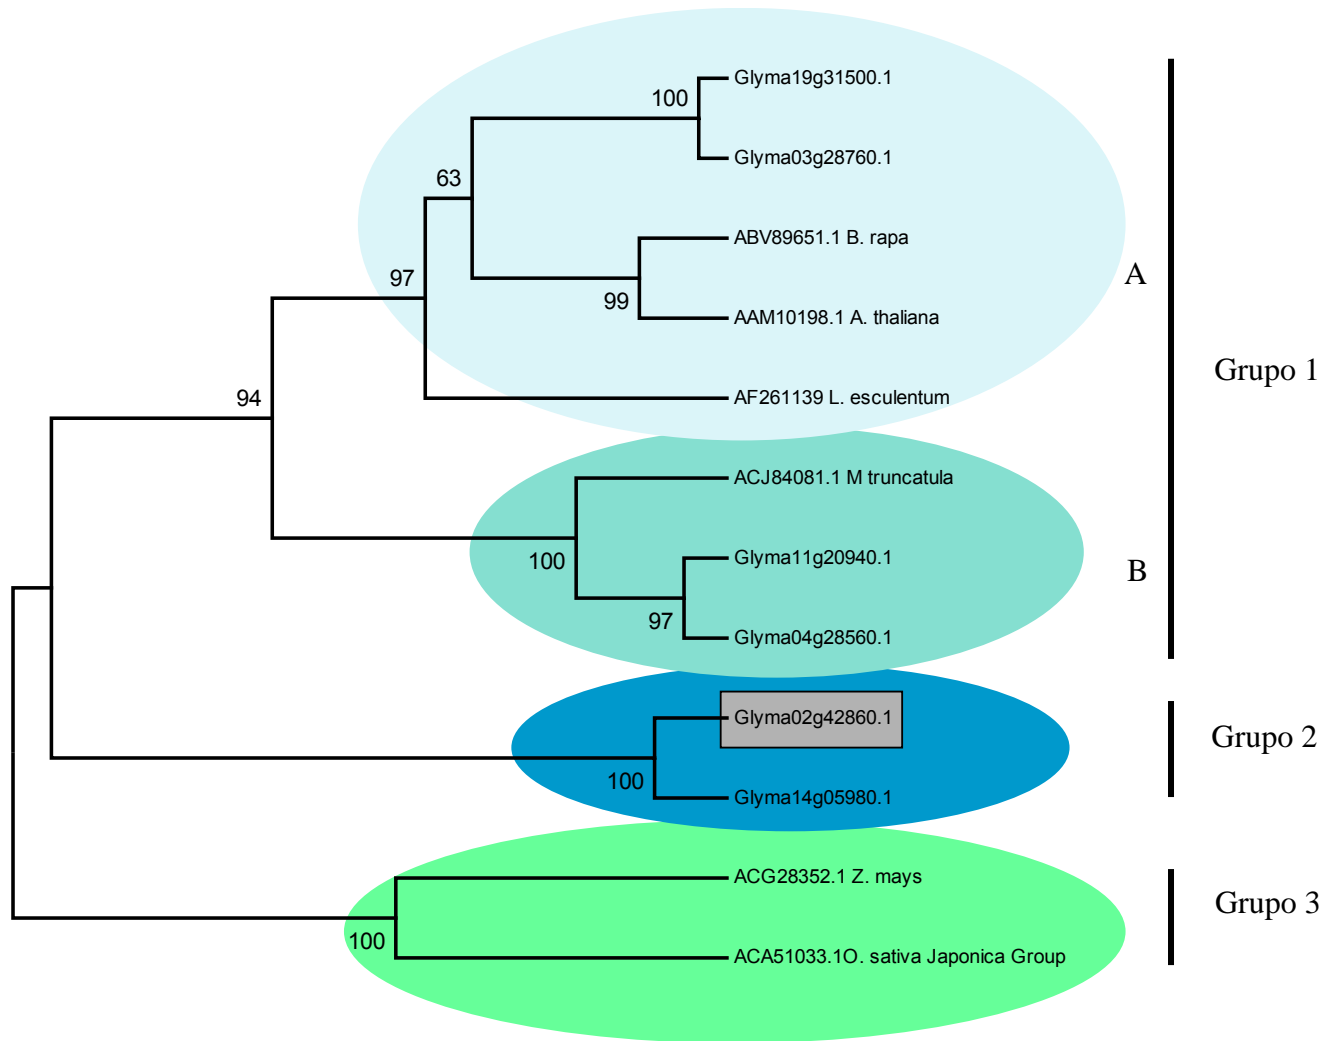 Glyma19g31500.1
100
Glyma03g28760.1
63
ABV89651.1 B. rapa
97
A
99
AAM10198.1 A. thaliana
Grupo 1
94
AF261139 L. esculentum
ACJ84081.1 M truncatula
100
Glyma11g20940.1
B
97
Glyma04g28560.1
Glyma02g42860.1
Grupo 2
100
Glyma14g05980.1
ACG28352.1 Z. mays
Grupo 3
100
ACA51033.1O. sativa Japonica Group